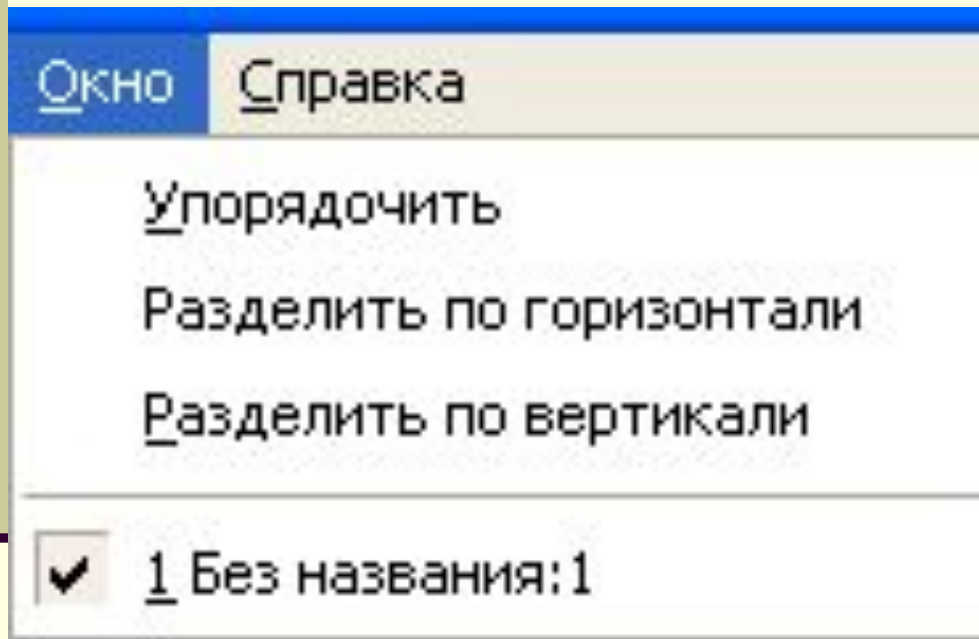 Окно Справка
Упорядочить
Разделить по горизонтали
Разделить по вертикали
1 Без названия:1